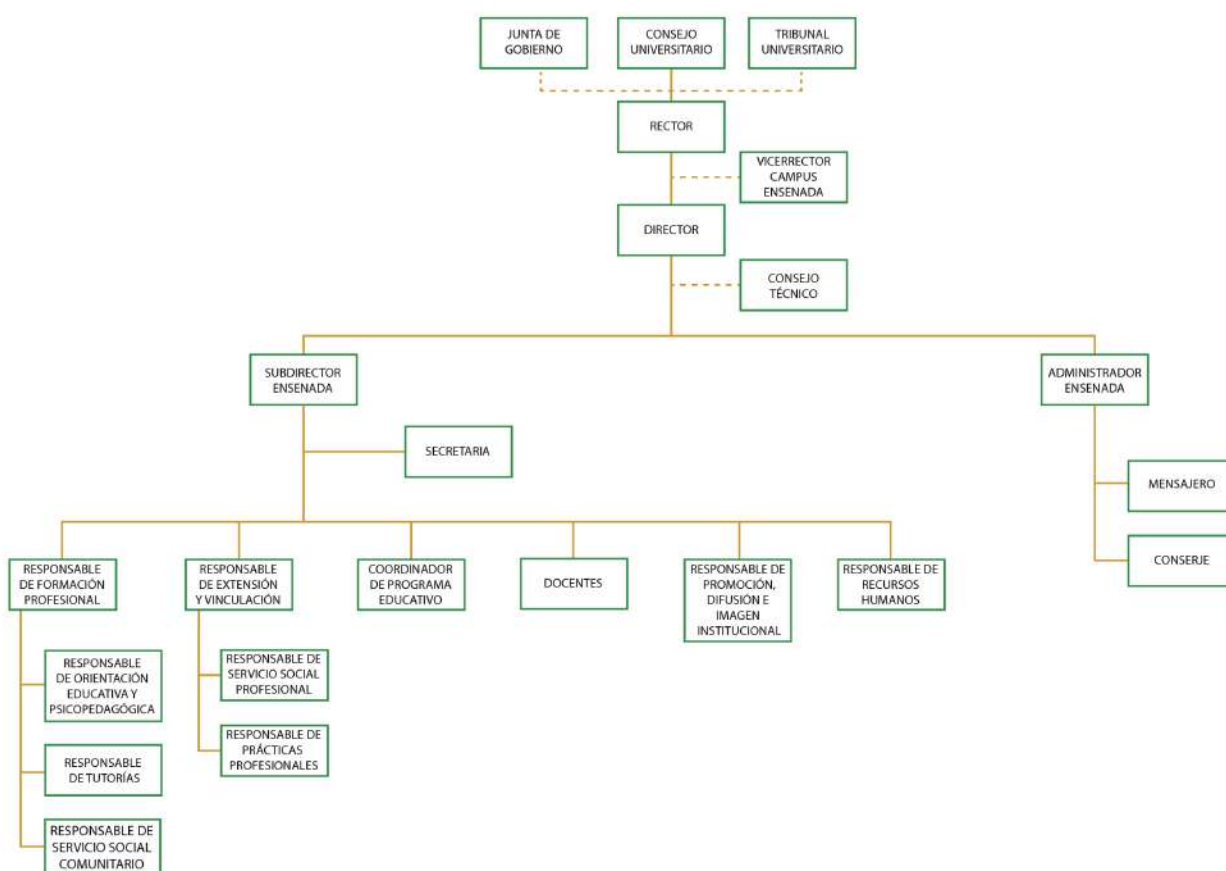 JUNTA DE
GOBIERNO
CONSEJO
UNIVERSITARIO
TRIBUNAL
UNIVERSITARIO
RECTOR
VICERRECTOR
CAMPUS
ENSENADA
DIRECTOR
CONSEJO
TÉCNICO
SUBDIRECTOR
ENSENADA
ADMINISTRADOR
ENSENADA
SECRETARIA
MENSAJERO
CONSERJE
RESPONSABLE
DE FORMACIÓN
PROFESIONAL
RESPONSABLE
DE EXTENSIÓN
Y VINCULACIÓN
COORDINADOR
DE PROGRAMA
EDUCATIVO
DOCENTES
RESPONSABLE DE
PROMOCIÓN,
DIFUSIÓN E
IMAGEN
INSTITUCIONAL
RESPONSABLE DE
RECURSOS
HUMANOS
RESPONSABLE
DE ORIENTACIÓN
EDUCATIVA Y
PSICOPEDAGÓGICA
RESPONSABLE
DE TUTORÍAS
RESPONSABLE DE
SERVICIO SOCIAL
COMUNITARIO
RESPONSABLE DE
SERVICIO SOCIAL
PROFESIONAL
RESPONSABLE DE
PRÁCTICAS
PROFESIONALES